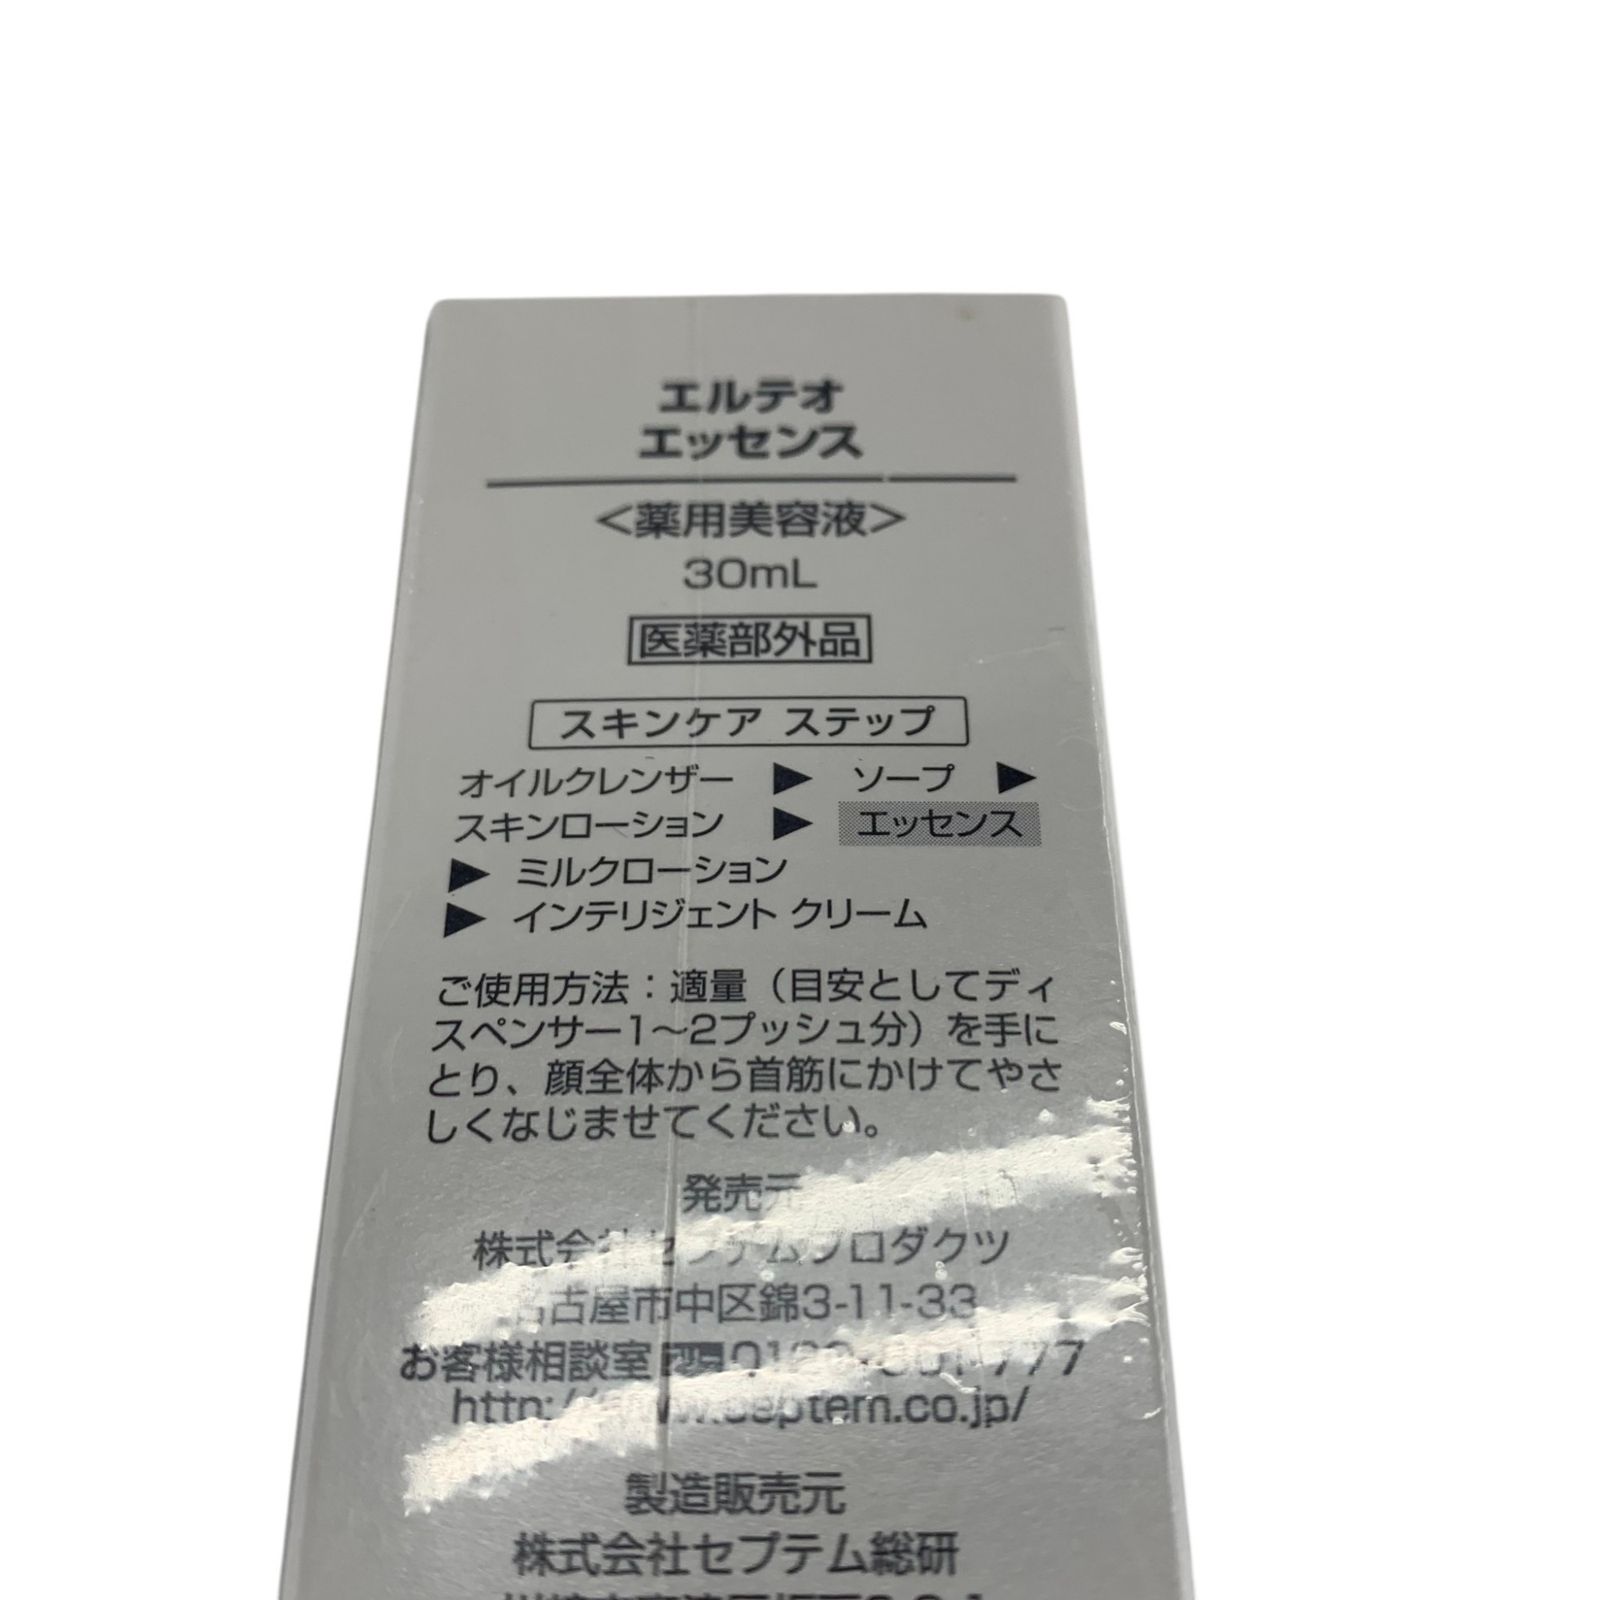 エルテオ
エッセンス
＜薬用美容液＞
30mL
医薬部外品
スキンケア ステップ
オイルクレンザー ▶ ソープ ▶
スキンローション ▶ エッセンス
▶ ミルクローション
▶ インテリジェント クリーム
ご使用方法：適量（目安としてディ
スペンサー1～2プッシュ分）を手に
とり、顔全体から首筋にかけてやさ
しくなじませてください。
発売元
株式会社セプテムプロダクツ
名古屋市中区錦3-11-33
お客様相談室
http://www.septem.co.jp/
製造販売元
株式会社セプテム総研